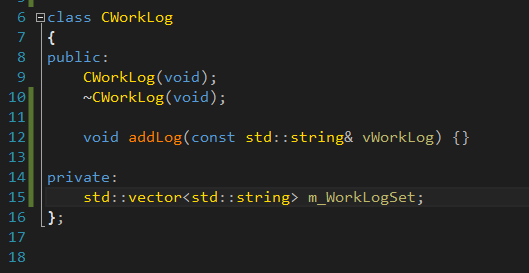 6 class CWorkLog
7 {
8 public:
9 CWorkLog(void);
10 ~CWorkLog(void);
11
12 void addLog(const std::string& vWorkLog) {}
13
14 private:
15 std::vector<std::string> m_WorkLogSet;
16 };
17
18